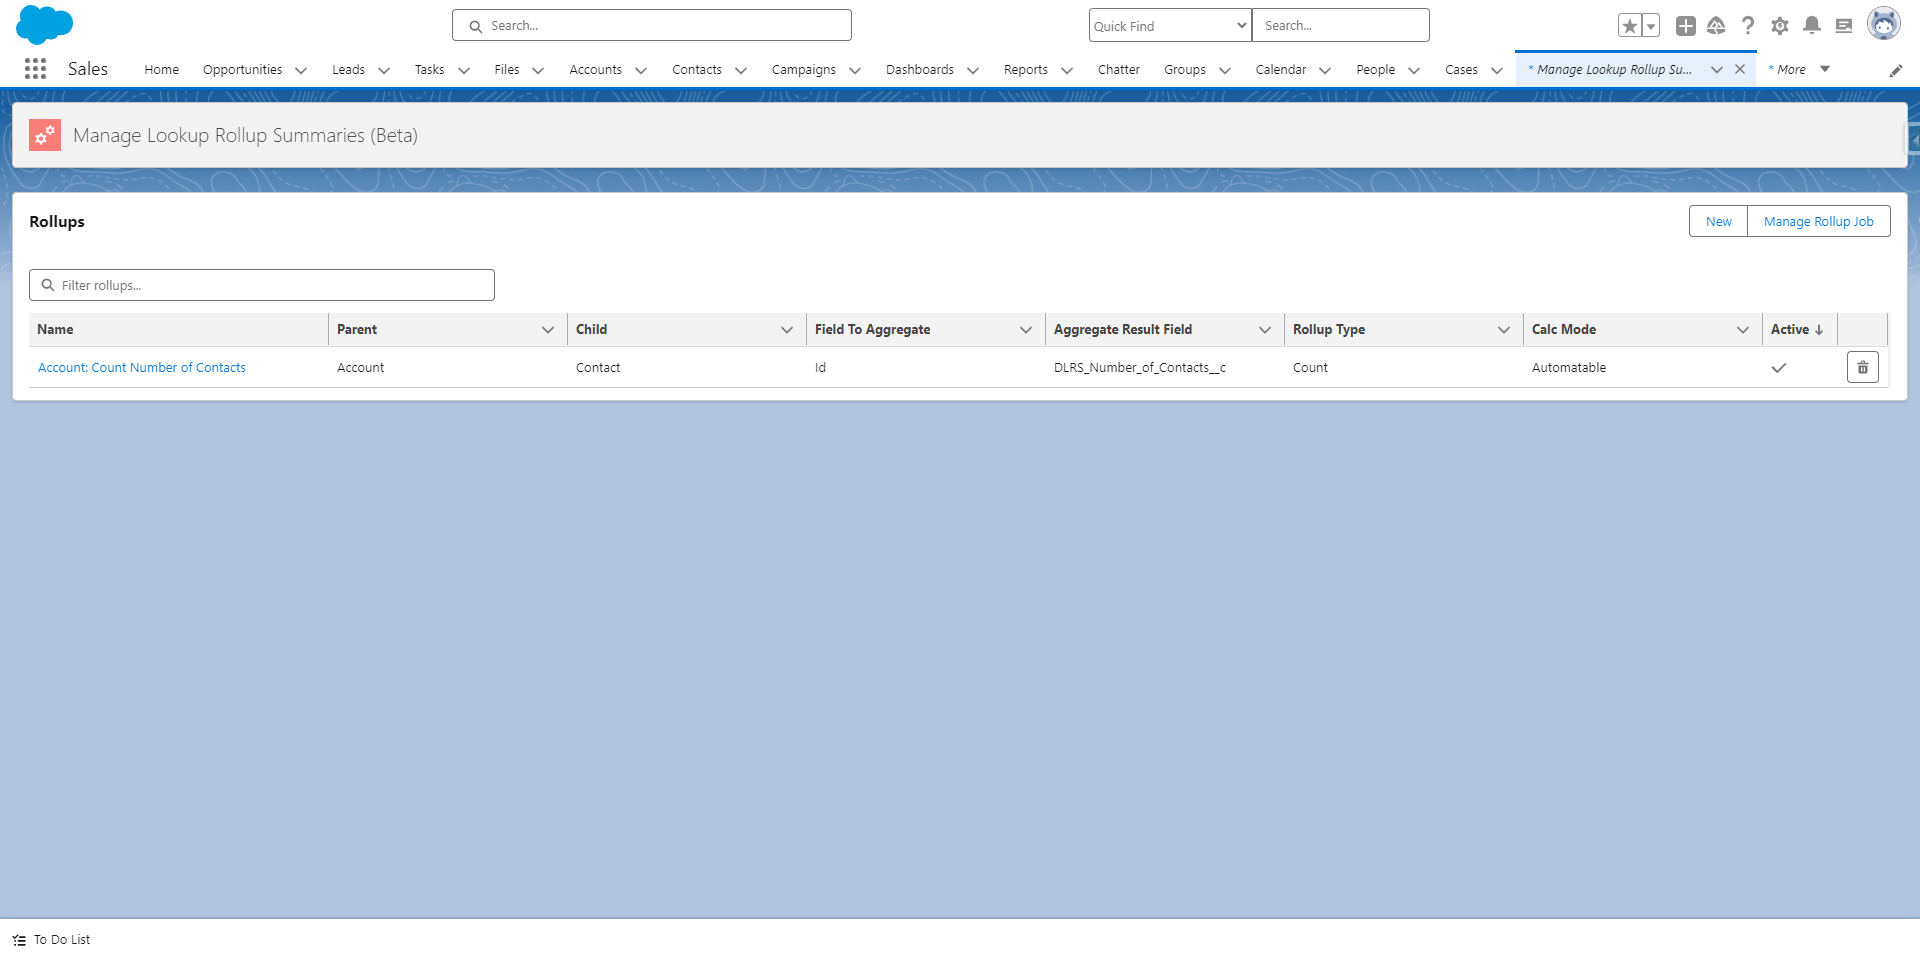 Search...
Quick Find
Search...
Sales
Home
Opportunities
Leads
Tasks
Files
Accounts
Contacts
Campaigns
Dashboards
Reports
Chatter
Groups
Calendar
People
Cases
* Manage Lookup Rollup Su...
* More
Manage Lookup Rollup Summaries (Beta)
Rollups
New
Manage Rollup Job
Filter rollups...
Name
Parent
Child
Field To Aggregate
Aggregate Result Field
Rollup Type
Calc Mode
Active
Account: Count Number of Contacts
Account
Contact
Id
DLRS_Number_of_Contacts__c
Count
Automatable
To Do List